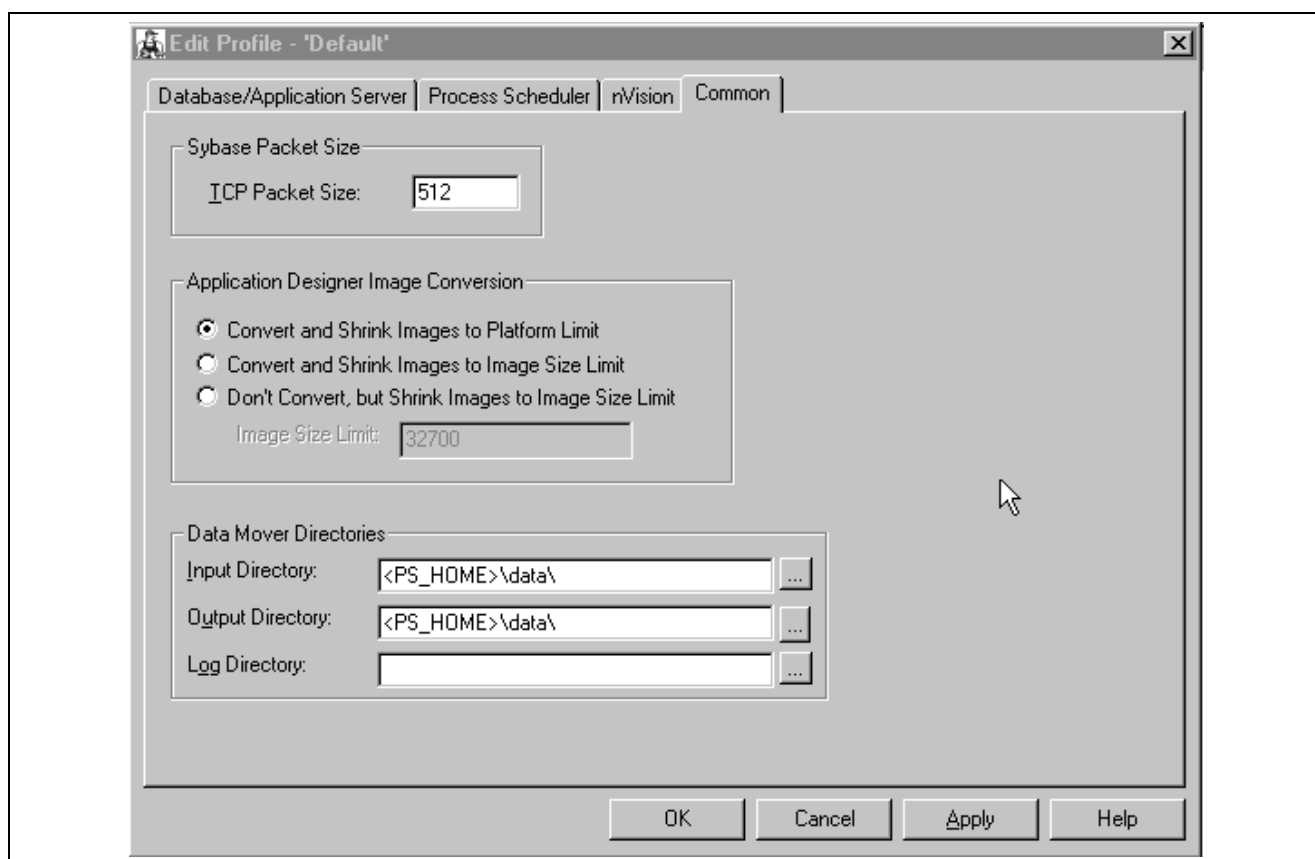 Edit Profile - 'Default'
Database/Application Server
Process Scheduler
nVision
Common
Sybase Packet Size
TCP Packet Size: 512
Application Designer Image Conversion
Convert and Shrink Images to Platform Limit
Convert and Shrink Images to Image Size Limit
Don't Convert, but Shrink Images to Image Size Limit
Image Size Limit: 32700
Data Mover Directories
Input Directory: <PS_HOME>\data\ ...
Output Directory: <PS_HOME>\data\ ...
Log Directory: ...
OK Cancel Apply Help